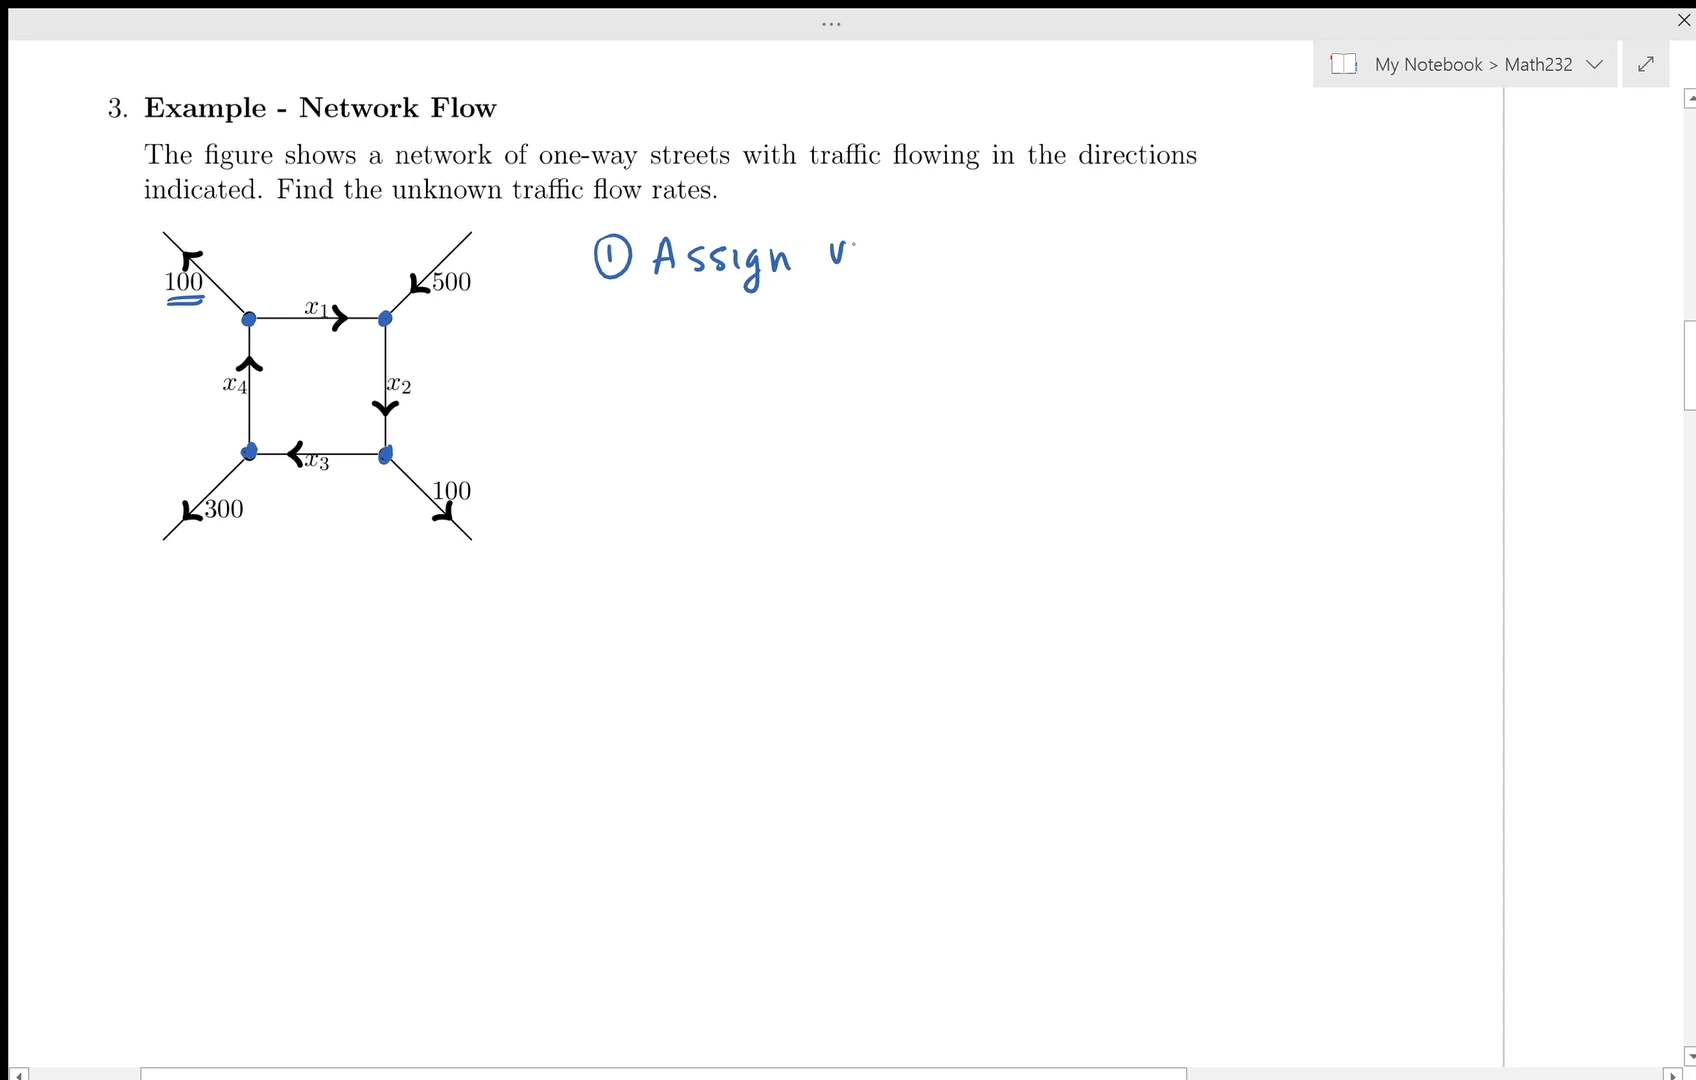 ...
My Notebook > Math232
3. Example - Network Flow
The figure shows a network of one-way streets with traffic flowing in the directions
indicated. Find the unknown traffic flow rates.
① Assign v
100
500
x₁
x₄
x₂
x₃
100
300